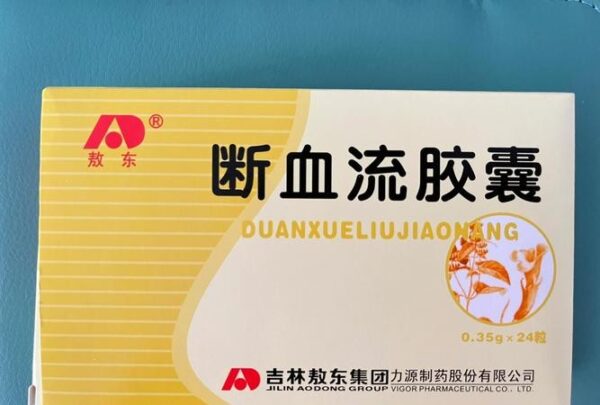 ®
敖东
断血流胶囊
DUANXUELIUJIAONANG
0.35g×24粒
吉林敖东集团力源制药股份有限公司
JILIN AODONG GROUP VIGOR PHARMACEUTICAL CO., LTD.